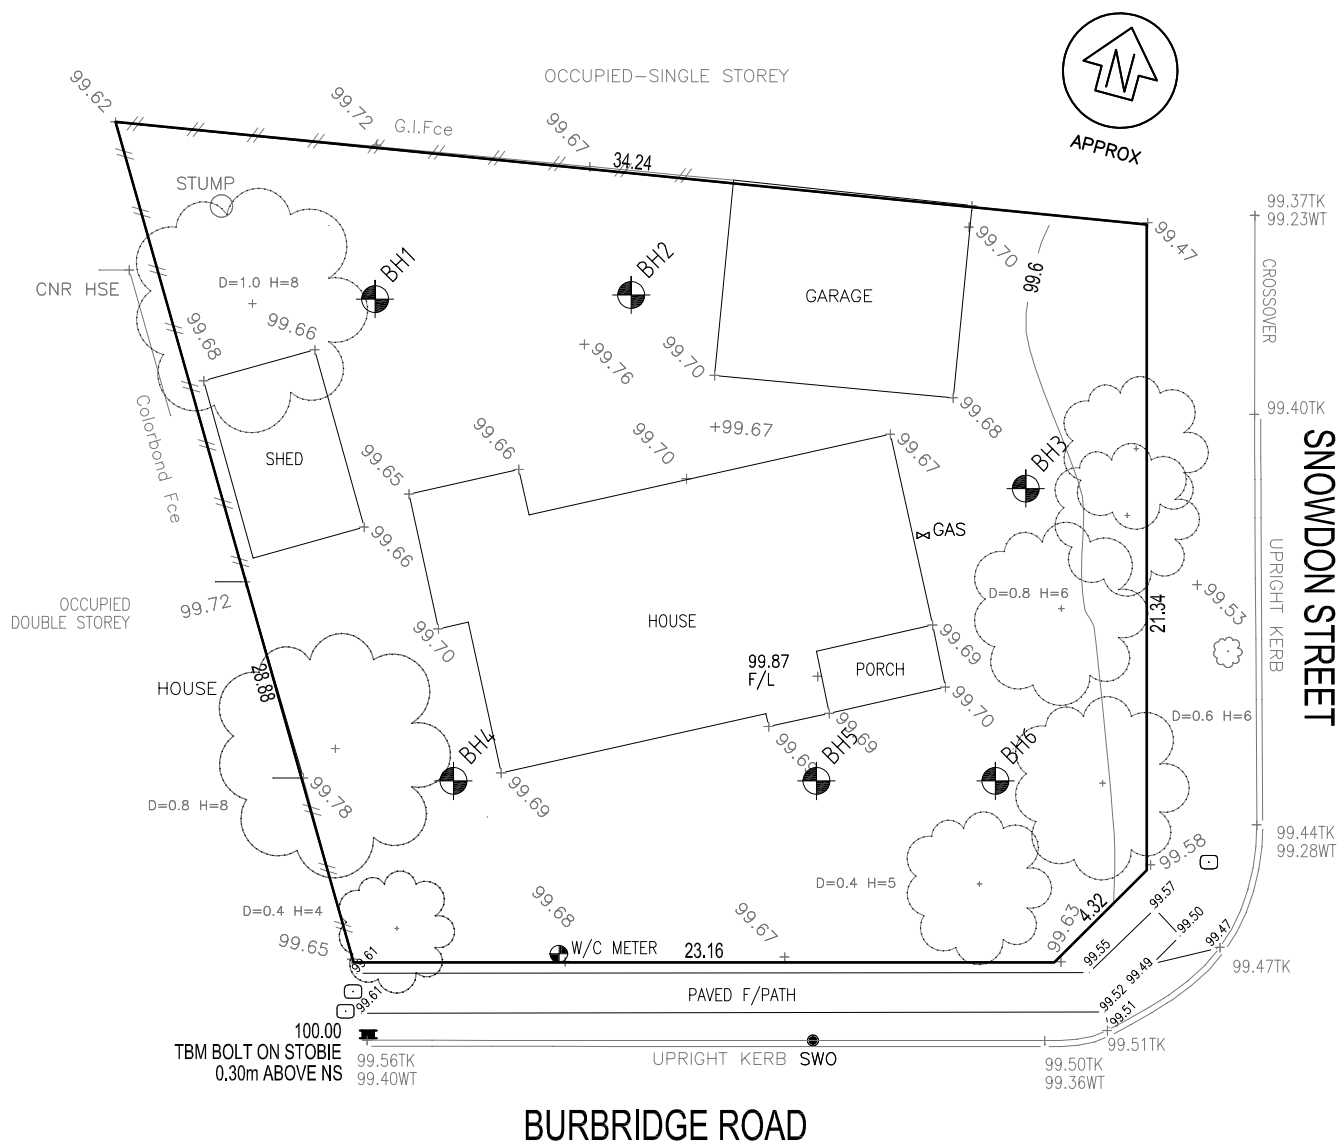 OCCUPIED-SINGLE STOREY
N
APPROX
99.62
99.72
G.I.Fce
99.67
34.24
STUMP
99.37TK
99.23WT
99.47
99.70
BH1
BH2
99.6
CROSSOVER
CNR HSE
D=1.0 H=8
GARAGE
99.68
99.66
99.76
99.70
99.68
99.40TK
Colorbond Fce
SHED
99.66
99.65
99.70
99.67
99.67
BH3
SNOWDON STREET
GAS
99.66
UPRIGHT KERB
OCCUPIED
DOUBLE STOREY
99.72
D=0.8 H=6
99.53
21.34
HOUSE
99.70
99.87
F/L
PORCH
99.69
99.70
HOUSE
28.88
D=0.6 H=6
99.69
99.69
BH4
BH5
BH6
99.78
99.69
D=0.8 H=8
99.44TK
99.28WT
99.58
D=0.4 H=5
D=0.4 H=4
99.57
99.50
4.32
99.63
99.68
99.67
99.65
99.61
W/C METER
23.16
99.55
99.47
99.49
99.47TK
99.61
PAVED F/PATH
99.52
99.51
100.00
TBM BOLT ON STOBIE
0.30m ABOVE NS
99.56TK
99.40WT
UPRIGHT KERB
SWO
99.51TK
99.50TK
99.36WT
BURBRIDGE ROAD